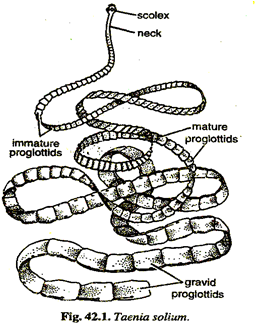 scolex
neck
mature
proglottids
immature
proglottids
gravid
proglottids
Fig. 42.1. Taenia solium.